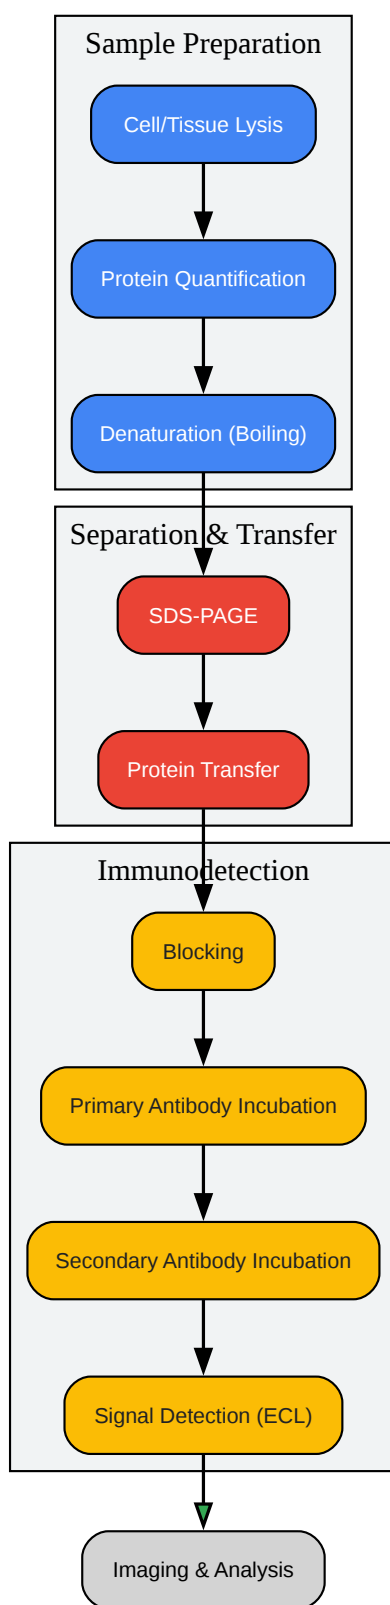 Sample Preparation
Cell/Tissue Lysis
Protein Quantification
Denaturation (Boiling)
Separation & Transfer
SDS-PAGE
Protein Transfer
Immunodetection
Blocking
Primary Antibody Incubation
Secondary Antibody Incubation
Signal Detection (ECL)
Imaging & Analysis